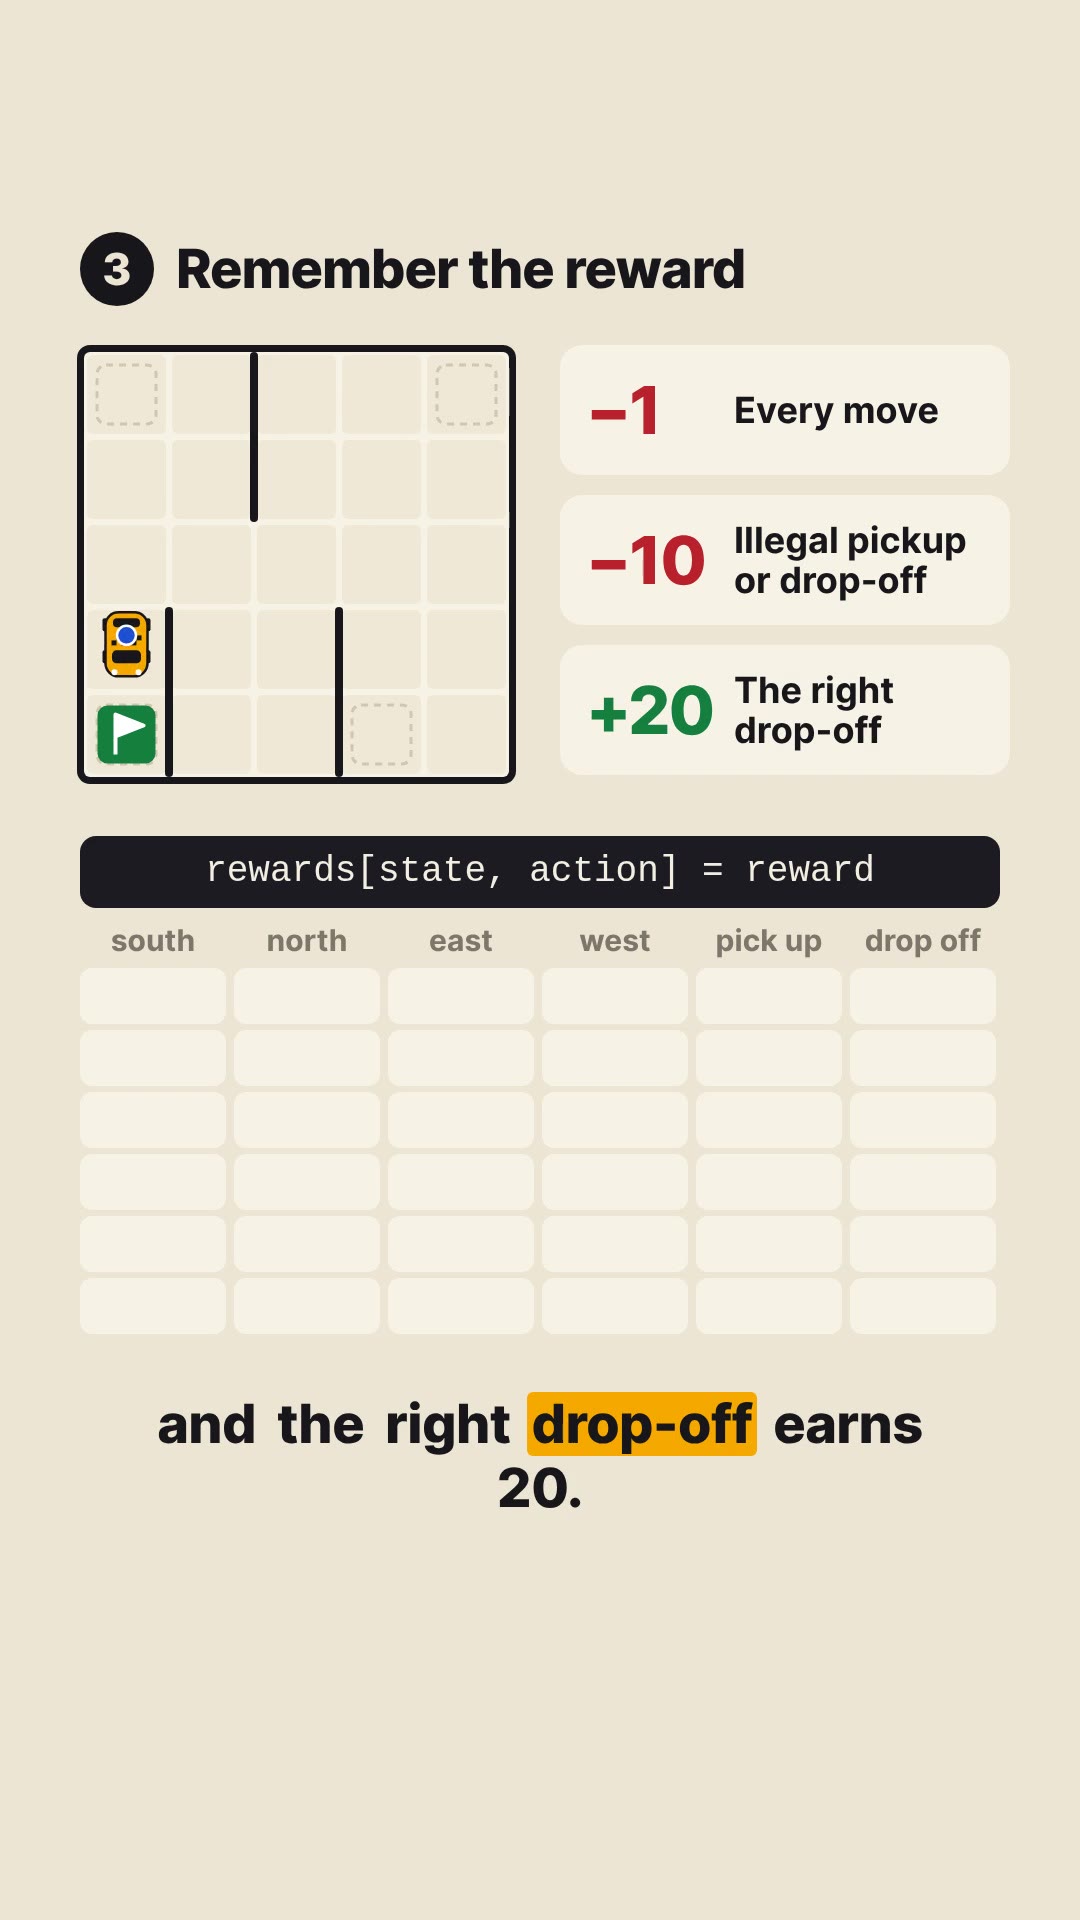 3 Remember the reward
−1 Every move
−10 Illegal pickup
or drop-off
+20 The right
drop-off
rewards[state, action] = reward
south north east west pick up drop off
and the right drop-off earns
20.